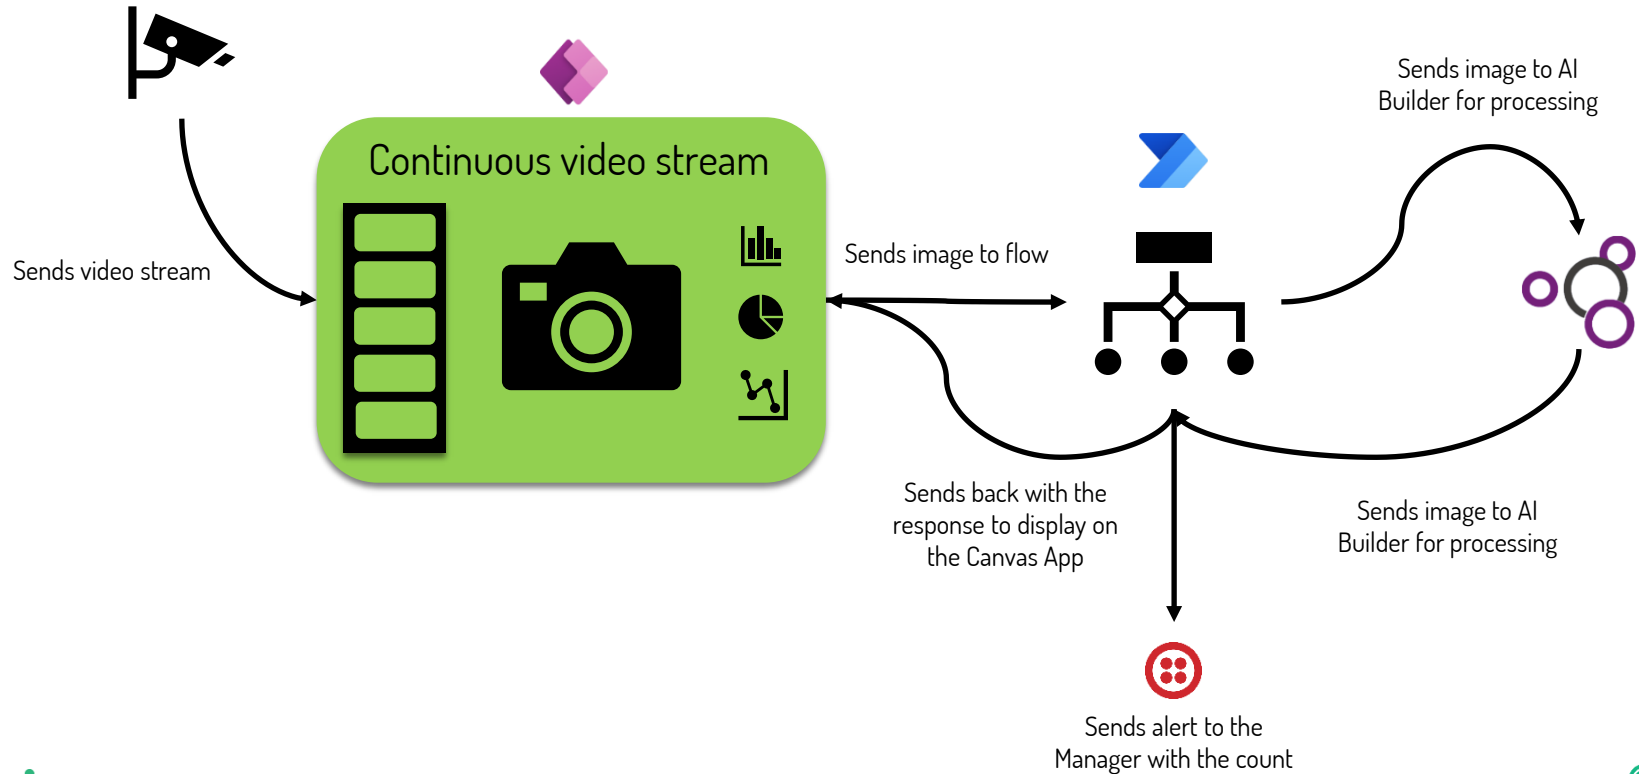 Sends image to AI
Builder for processing
Continuous video stream
Sends image to flow
Sends video stream
Sends back with the
response to display on
the Canvas App
Sends image to AI
Builder for processing
Sends alert to the
Manager with the count